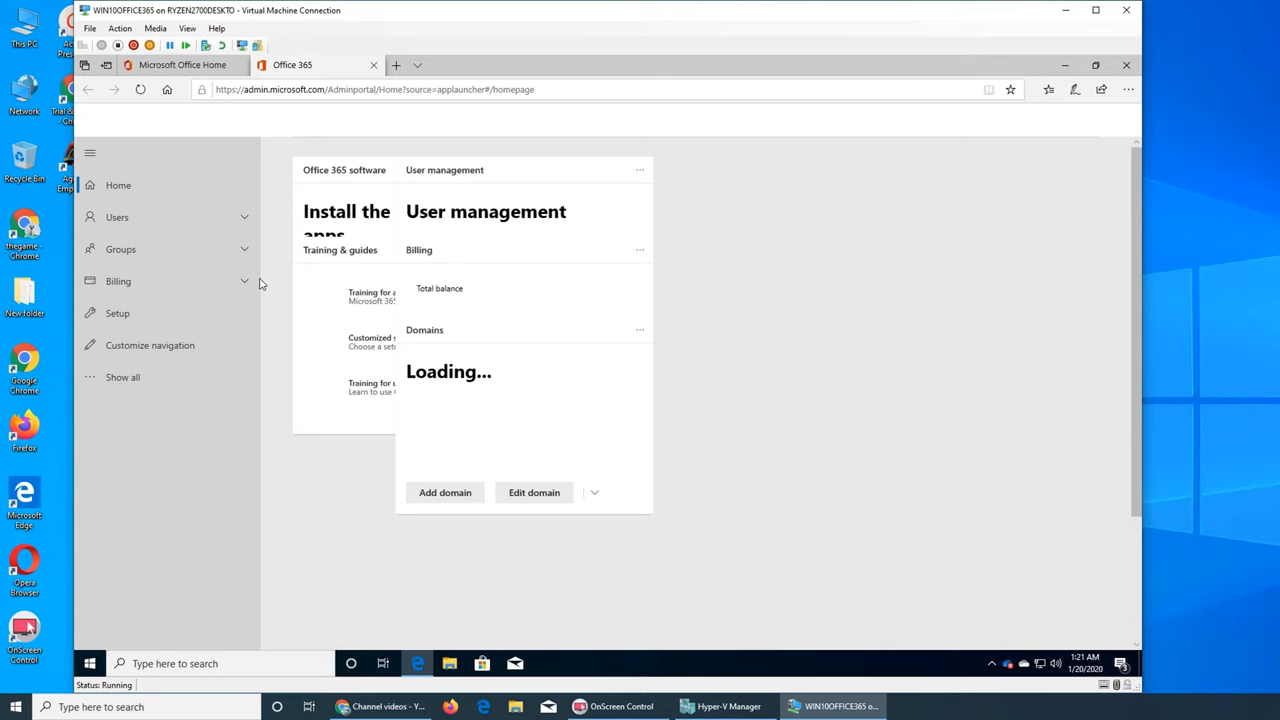 WIN10OFFICE365 on RYZEN2700DESKTO - Virtual Machine Connection
File Action Media View Help
Microsoft Office Home
Office 365
https://admin.microsoft.com/Adminportal/Home?source=applauncher#/homepage
Home
Users
Groups
Billing
Setup
Customize navigation
Show all
Office 365 software
Install the
apps
Training & guides
Training for a
Microsoft 365
Customized s
Choose a setu
Training for u
Learn to use
User management
User management
Billing
Total balance
Domains
Loading...
Add domain
Edit domain
Type here to search
1:21 AM
1/20/2020
3
Status: Running
This PC
Network
Recycle Bin
thegame -
Chrome
New folder
Google
Chrome
Firefox
Microsoft
Edge
Opera
Browser
OnScreen
Control
Type here to search
Channel videos - Y...
OnScreen Control
Hyper-V Manager
WIN10OFFICE365 o...